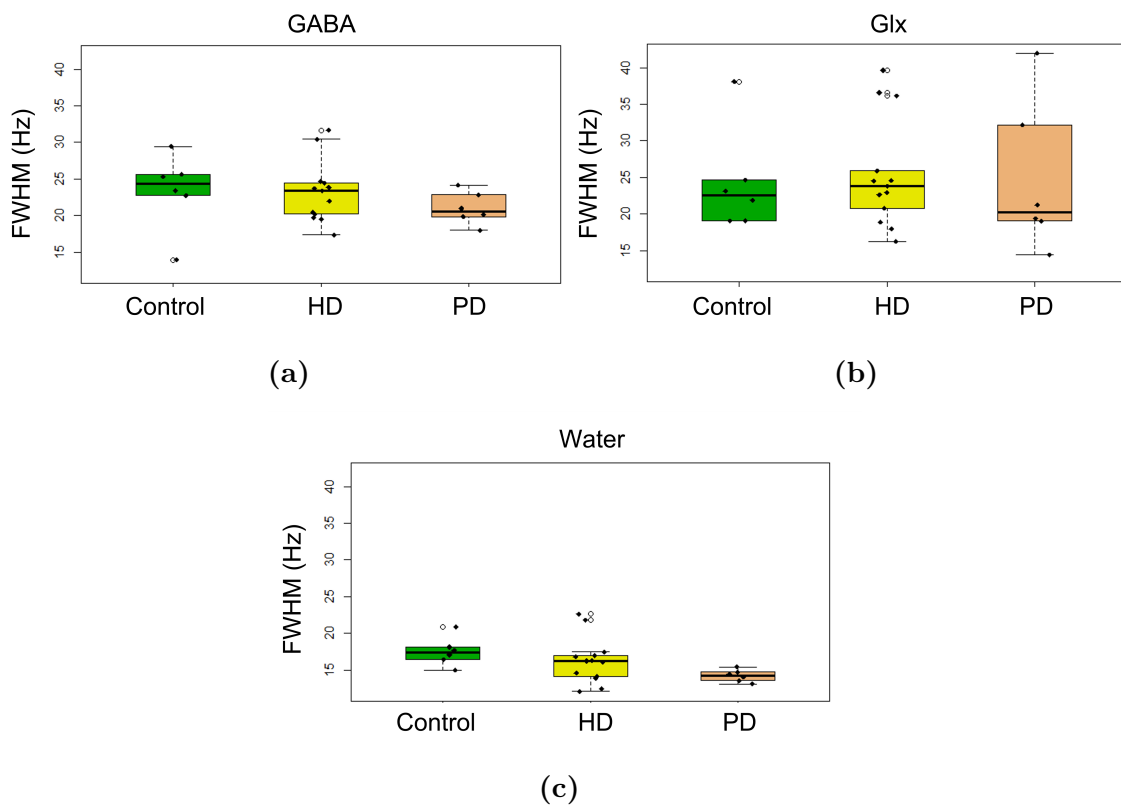 GABA
FWHM (Hz)
40
35
30
25
20
15
Control HD PD
(a)
Glx
FWHM (Hz)
40
35
30
25
20
15
Control HD PD
(b)
Water
FWHM (Hz)
40
35
30
25
20
15
Control HD PD
(c)